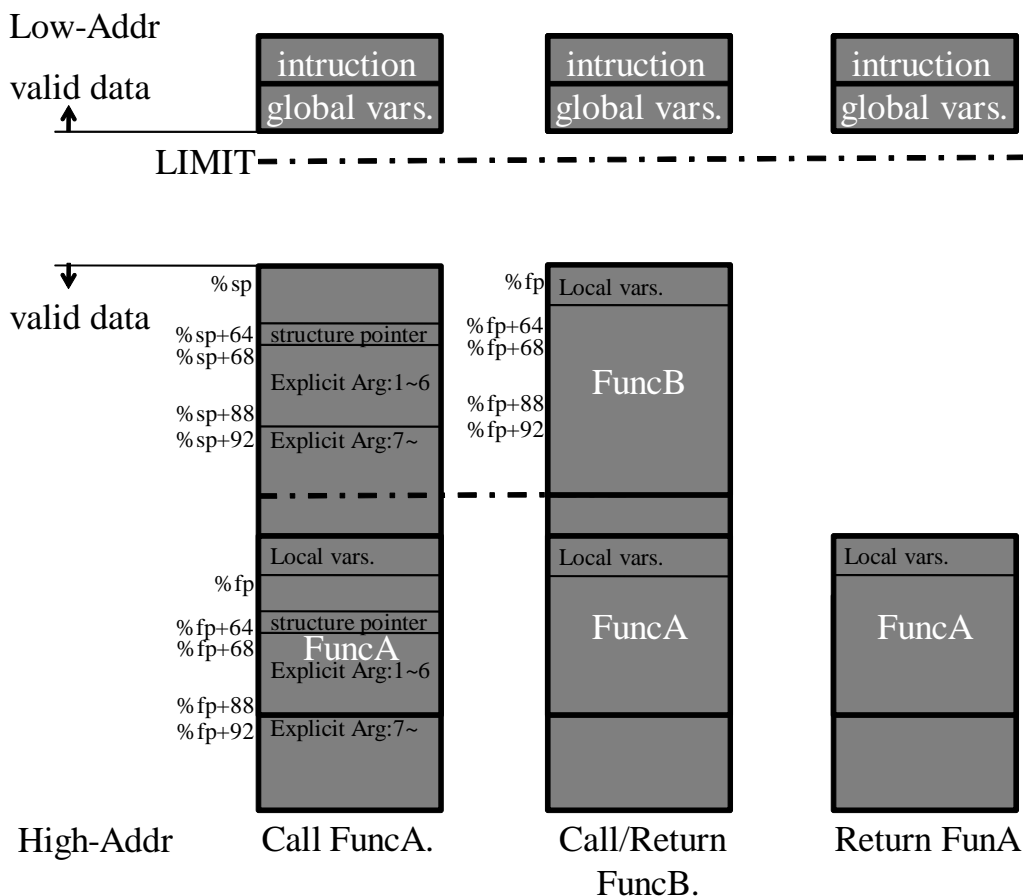 Low-Addr
valid data
LIMIT
valid data
intruction
global vars.
intruction
global vars.
intruction
global vars.
%sp
%sp+64
%sp+68
%sp+88
%sp+92
structure pointer
Explicit Arg:1~6
Explicit Arg:7~
Local vars.
%fp
%fp+64
%fp+68
%fp+88
%fp+92
structure pointer
FuncA
Explicit Arg:1~6
Explicit Arg:7~
%fp
%fp+64
%fp+68
%fp+88
%fp+92
Local vars.
FuncB
Local vars.
FuncA
Local vars.
FuncA
High-Addr
Call FuncA.
Call/Return
FuncB.
Return FunA